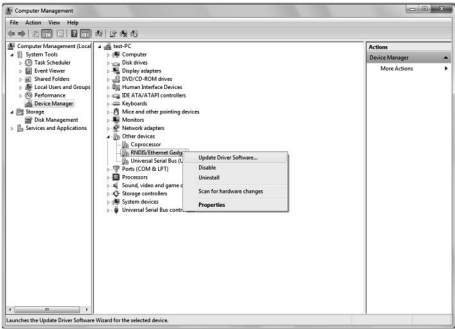 Computer Management
File Action View Help
Computer Management (Local
System Tools
Task Scheduler
Event Viewer
Shared Folders
Local Users and Groups
Performance
Device Manager
Storage
Disk Management
Services and Applications
test-PC
Computer
Disk drives
Display adapters
DVD/CD-ROM drives
Human Interface Devices
IDE ATA/ATAPI controllers
Keyboards
Mice and other pointing devices
Monitors
Network adapters
Other devices
Coprocessor
RNDIS/Ethernet Gadg
Universal Serial Bus (U
Ports (COM & LPT)
Processors
Sound, video and game c
Storage controllers
System devices
Universal Serial Bus contr
Update Driver Software...
Disable
Uninstall
Scan for hardware changes
Properties
Actions
Device Manager
More Actions
Launches the Update Driver Software Wizard for the selected device.